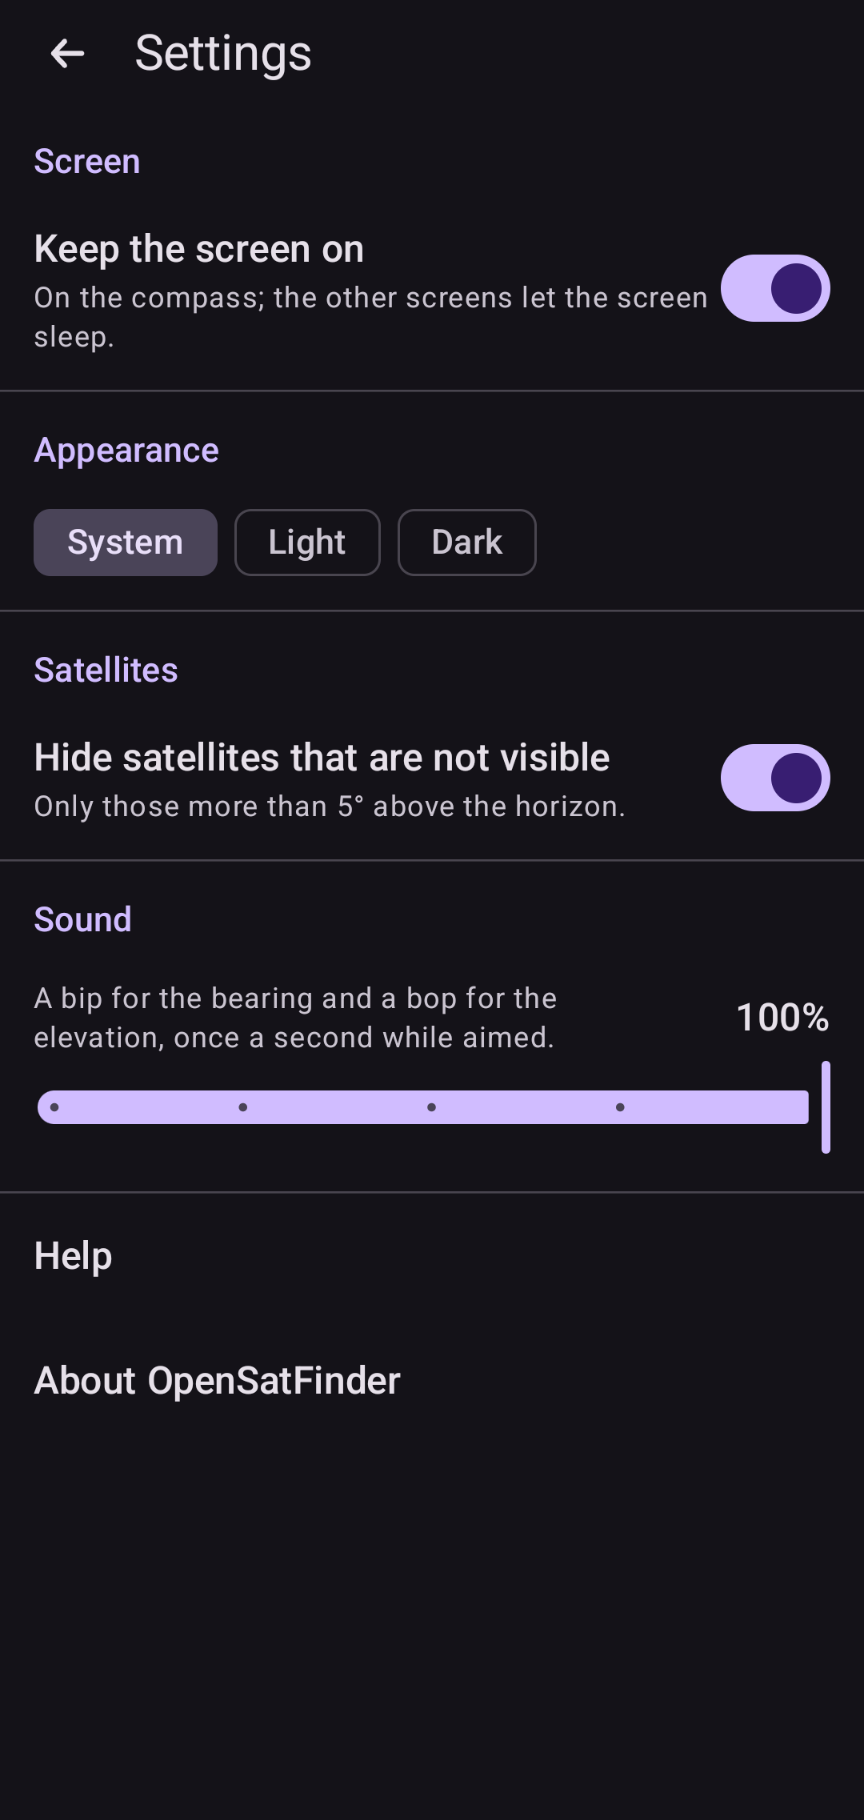 Settings
Screen
Keep the screen on
On the compass; the other screens let the screen
sleep.
Appearance
System
Light
Dark
Satellites
Hide satellites that are not visible
Only those more than 5° above the horizon.
Sound
A bip for the bearing and a bop for the
elevation, once a second while aimed.
100%
Help
About OpenSatFinder